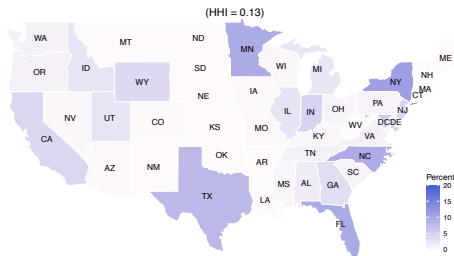 (HHI = 0.13)
WA
MT
ND
MN
ME
OR
ID
SD
WI
MI
NH
WY
NY
MA
CT
NE
IA
PA
NJ
NV
UT
IL
IN
OH
DCDE
CO
KS
MO
WV
CA
KY
VA
TN
NC
AZ
NM
OK
AR
SC
MS
AL
GA
TX
LA
FL
Percent
20
15
10
5
0